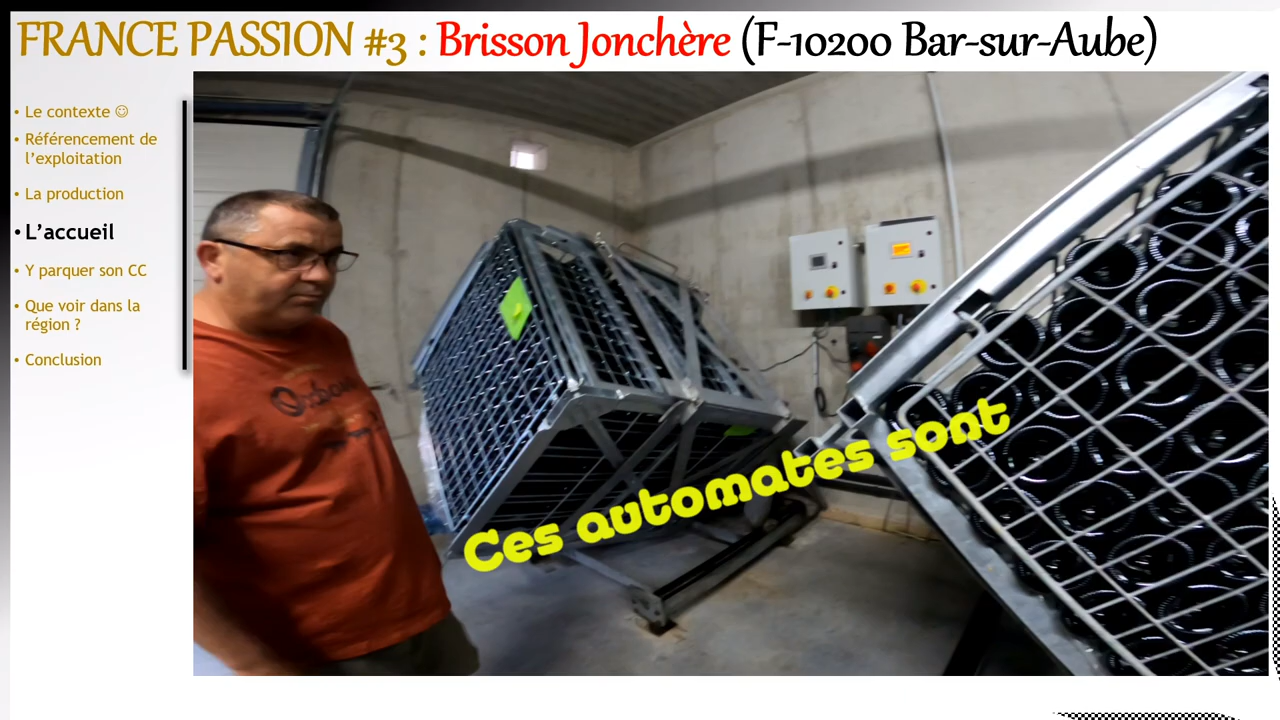 FRANCE PASSION #3 : Brisson Jonchère (F-10200 Bar-sur-Aube)
• Le contexte ☺
• Référencement de
l’exploitation
• La production
• L’accueil
• Y parquer son CC
• Que voir dans la
région ?
• Conclusion
Ces automates sont